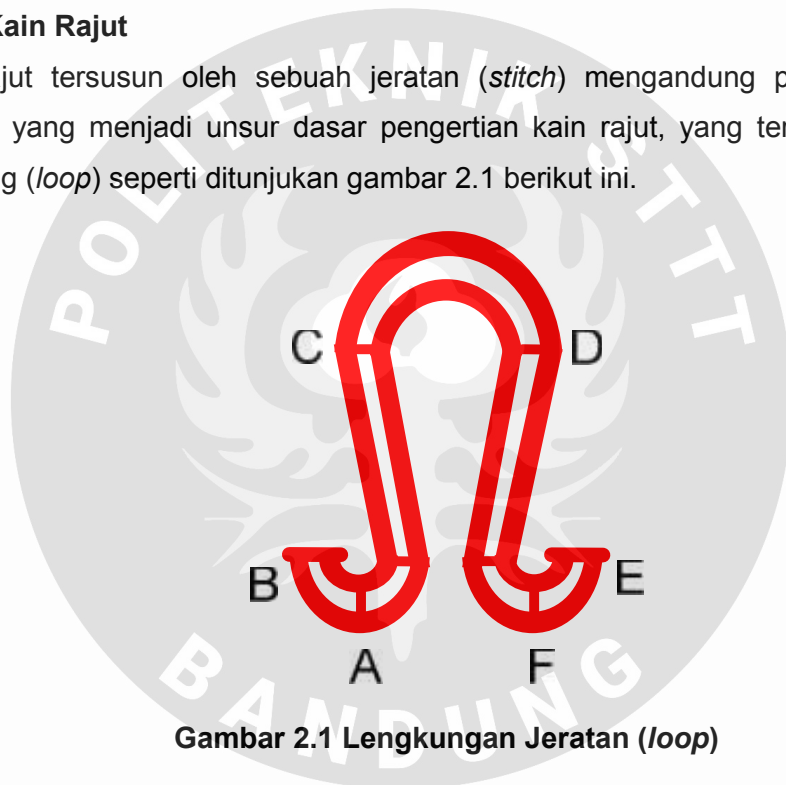 Kain Rajut
jut tersusun oleh sebuah jeratan (stitch) mengandung p
yang menjadi unsur dasar pengertian kain rajut, yang ter
g (loop) seperti ditunjukan gambar 2.1 berikut ini.
POLITEKNIK STTT
C D
B E
A F
BANDUNG
Gambar 2.1 Lengkungan Jeratan (loop)